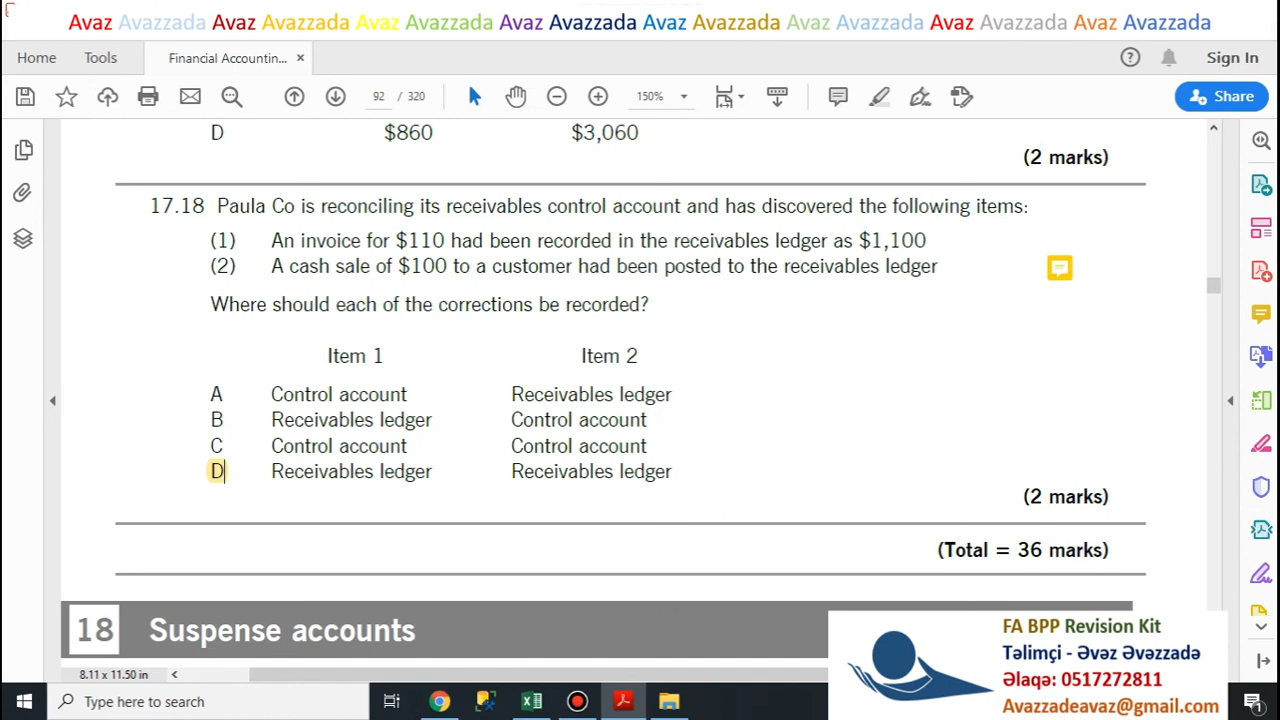 Avaz Avazzada Avaz Avazzada Avaz Avazzada Avaz Avazzada Avaz Avazzada Avaz Avazzada Avaz Avazzada Avaz Avazzada
Home Tools Financial Accountin... × Sign In
92 / 320 150% Share
D $860 $3,060
(2 marks)
17.18 Paula Co is reconciling its receivables control account and has discovered the following items:
(1) An invoice for $110 had been recorded in the receivables ledger as $1,100
(2) A cash sale of $100 to a customer had been posted to the receivables ledger
Where should each of the corrections be recorded?
Item 1 Item 2
A Control account Receivables ledger
B Receivables ledger Control account
C Control account Control account
D Receivables ledger Receivables ledger
(2 marks)
(Total = 36 marks)
18 Suspense accounts
FA BPP Revision Kit
Təlimçi - Əvəz Əvəzzadə
Əlaqə: 0517272811
Avazzadeavaz@gmail.com
8.11 x 11.50 in
Type here to search
1